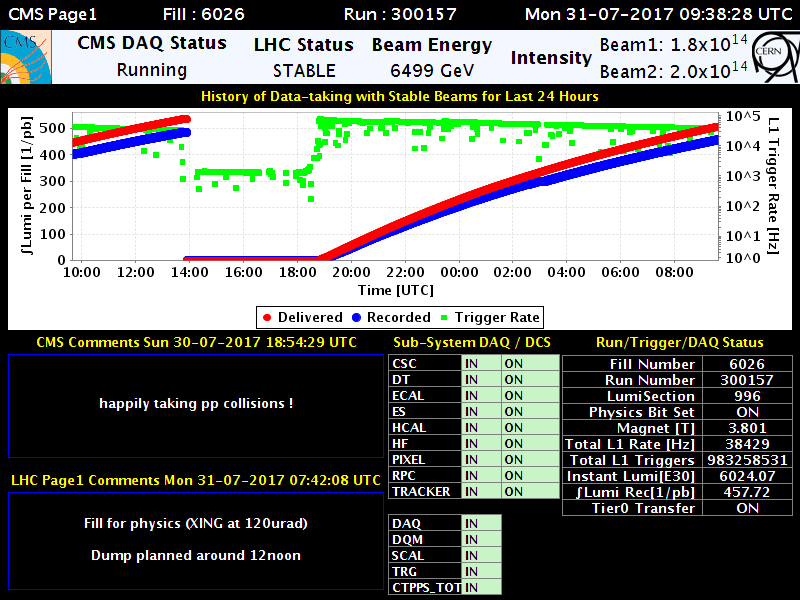 CMS Page1 Fill : 6026 Run : 300157 Mon 31-07-2017 09:38:28 UTC
CMS
CMS DAQ Status
Running
LHC Status
STABLE
Beam Energy
6499 GeV
Intensity
Beam1: 1.8x10^14
Beam2: 2.0x10^14
CERN
History of Data-taking with Stable Beams for Last 24 Hours
∫Lumi per Fill [1/pb]
500
400
300
200
100
0
10^5
10^4
10^3
10^2
10^1
10^0
L1 Trigger Rate [Hz]
10:00 12:00 14:00 16:00 18:00 20:00 22:00 00:00 02:00 04:00 06:00 08:00
Time [UTC]
Delivered Recorded Trigger Rate
CMS Comments Sun 30-07-2017 18:54:29 UTC
happily taking pp collisions !
LHC Page1 Comments Mon 31-07-2017 07:42:08 UTC
Fill for physics (XING at 120urad)
Dump planned around 12noon
Sub-System DAQ / DCS
CSC IN ON
DT IN ON
ECAL IN ON
ES IN ON
HCAL IN ON
HF IN ON
PIXEL IN ON
RPC IN ON
TRACKER IN ON
DAQ IN
DQM IN
SCAL IN
TRG IN
CTPPS_TOT IN
Run/Trigger/DAQ Status
Fill Number 6026
Run Number 300157
LumiSection 996
Physics Bit Set ON
Magnet [T] 3.801
Total L1 Rate [Hz] 38429
Total L1 Triggers 983258531
Instant Lumi[E30] 6024.07
∫Lumi Rec[1/pb] 457.72
Tier0 Transfer ON